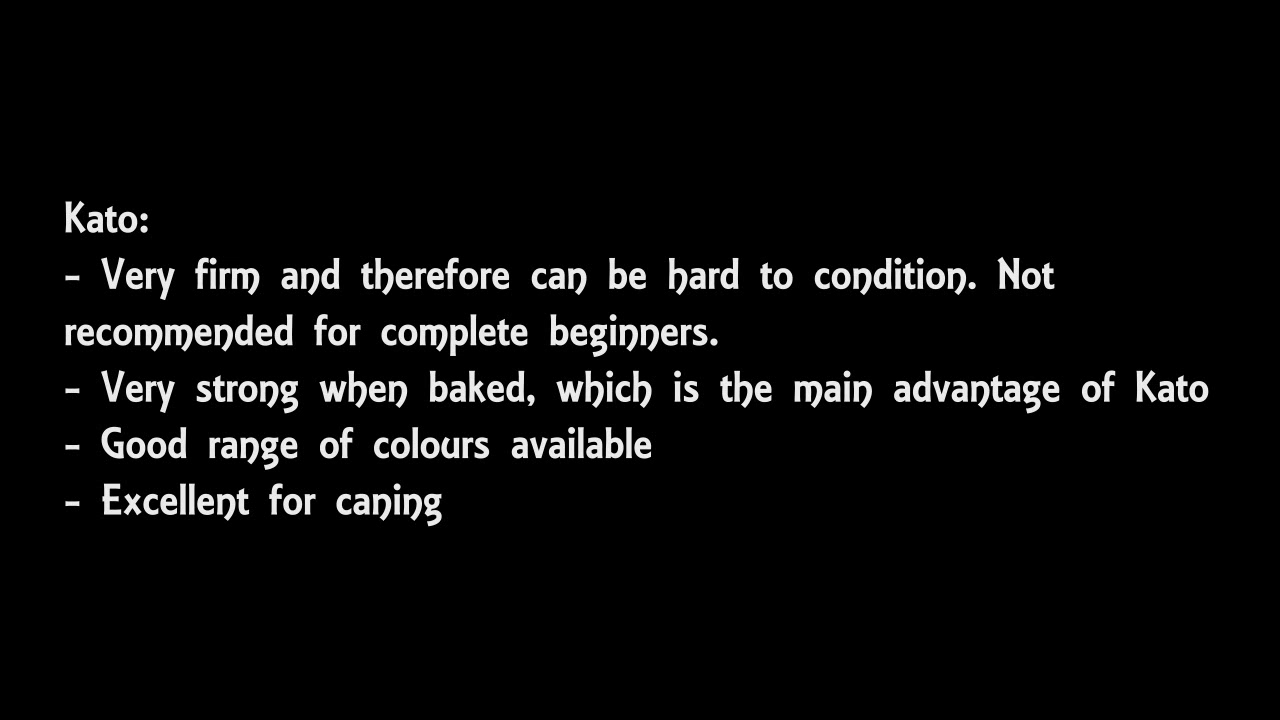 Kato:
- Very firm and therefore can be hard to condition. Not
recommended for complete beginners.
- Very strong when baked, which is the main advantage of Kato
- Good range of colours available
- Excellent for caning